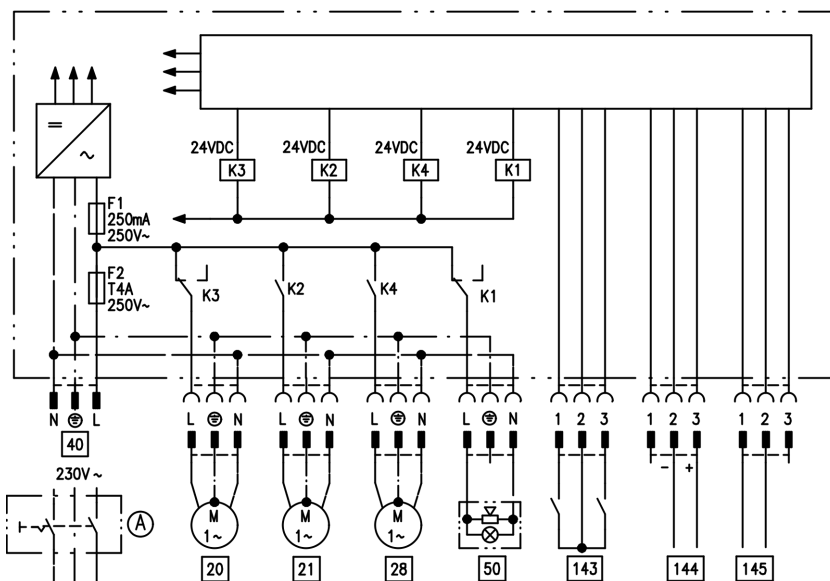 24VDC 24VDC 24VDC 24VDC
K3 K2 K4 K1
=
~
F1
250mA
250V~
F2
T4A
250V~
K3 K2 K4 K1
N L L N L N L N L N 1 2 3 1 2 3 1 2 3
40
230V~
- +
A
M
1~
M
1~
M
1~
20 21 28 50 143 144 145